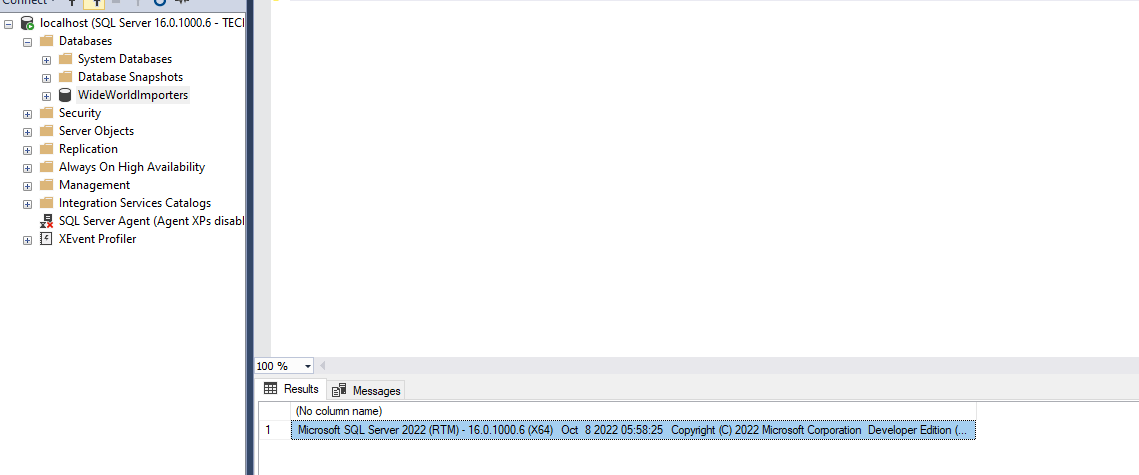 Connect
localhost (SQL Server 16.0.1000.6 - TECI
Databases
System Databases
Database Snapshots
WideWorldImporters
Security
Server Objects
Replication
Always On High Availability
Management
Integration Services Catalogs
SQL Server Agent (Agent XPs disabl
XEvent Profiler
100 %
Results
Messages
(No column name)
1 Microsoft SQL Server 2022 (RTM) - 16.0.1000.6 (X64) Oct 8 2022 05:58:25 Copyright (C) 2022 Microsoft Corporation Developer Edition (...